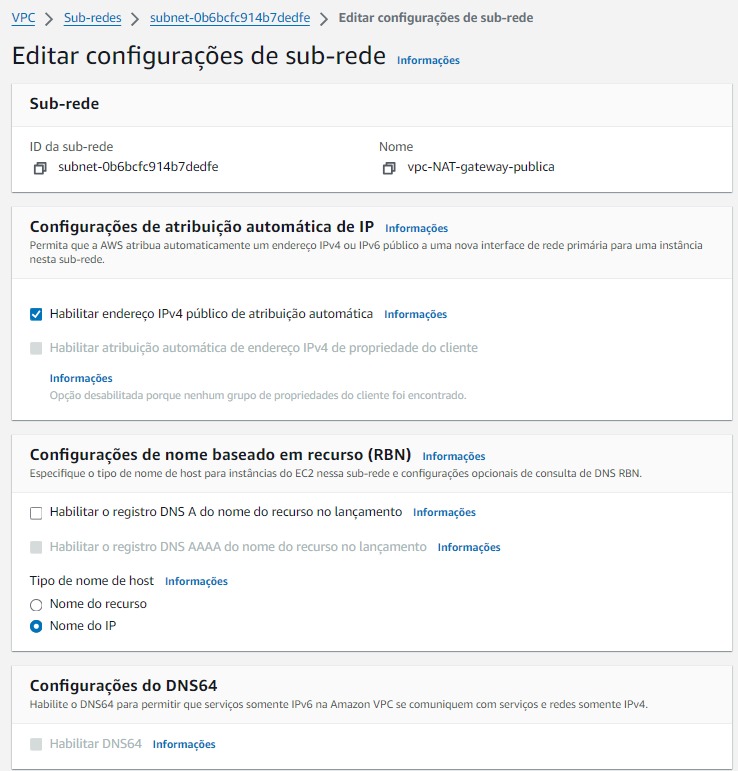 VPC > Sub-redes > subnet-0b6bcfc914b7dedfe > Editar configurações de sub-rede
Editar configurações de sub-rede Informações
Sub-rede
ID da sub-rede
subnet-0b6bcfc914b7dedfe
Nome
vpc-NAT-gateway-publica
Configurações de atribuição automática de IP Informações
Permita que a AWS atribua automaticamente um endereço IPv4 ou IPv6 público a uma nova interface de rede primária para uma instância
nesta sub-rede.
Habilitar endereço IPv4 público de atribuição automática Informações
Habilitar atribuição automática de endereço IPv4 de propriedade do cliente
Informações
Opção desabilitada porque nenhum grupo de propriedades do cliente foi encontrado.
Configurações de nome baseado em recurso (RBN) Informações
Especifique o tipo de nome de host para instâncias do EC2 nessa sub-rede e configurações opcionais de consulta de DNS RBN.
Habilitar o registro DNS A do nome do recurso no lançamento Informações
Habilitar o registro DNS AAAA do nome do recurso no lançamento Informações
Tipo de nome de host Informações
Nome do recurso
Nome do IP
Configurações do DNS64
Habilite o DNS64 para permitir que serviços somente IPv6 na Amazon VPC se comuniquem com serviços e redes somente IPv4.
Habilitar DNS64 Informações